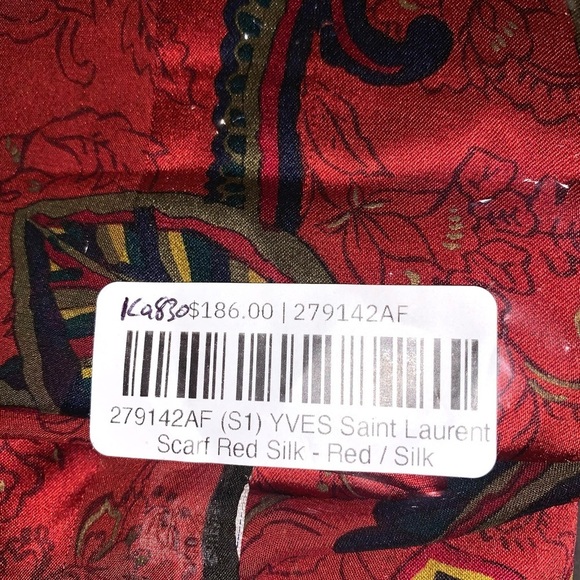 Ka830 $186.00 | 279142AF
279142AF (S1) YVES Saint Laurent
Scarf Red Silk - Red / Silk